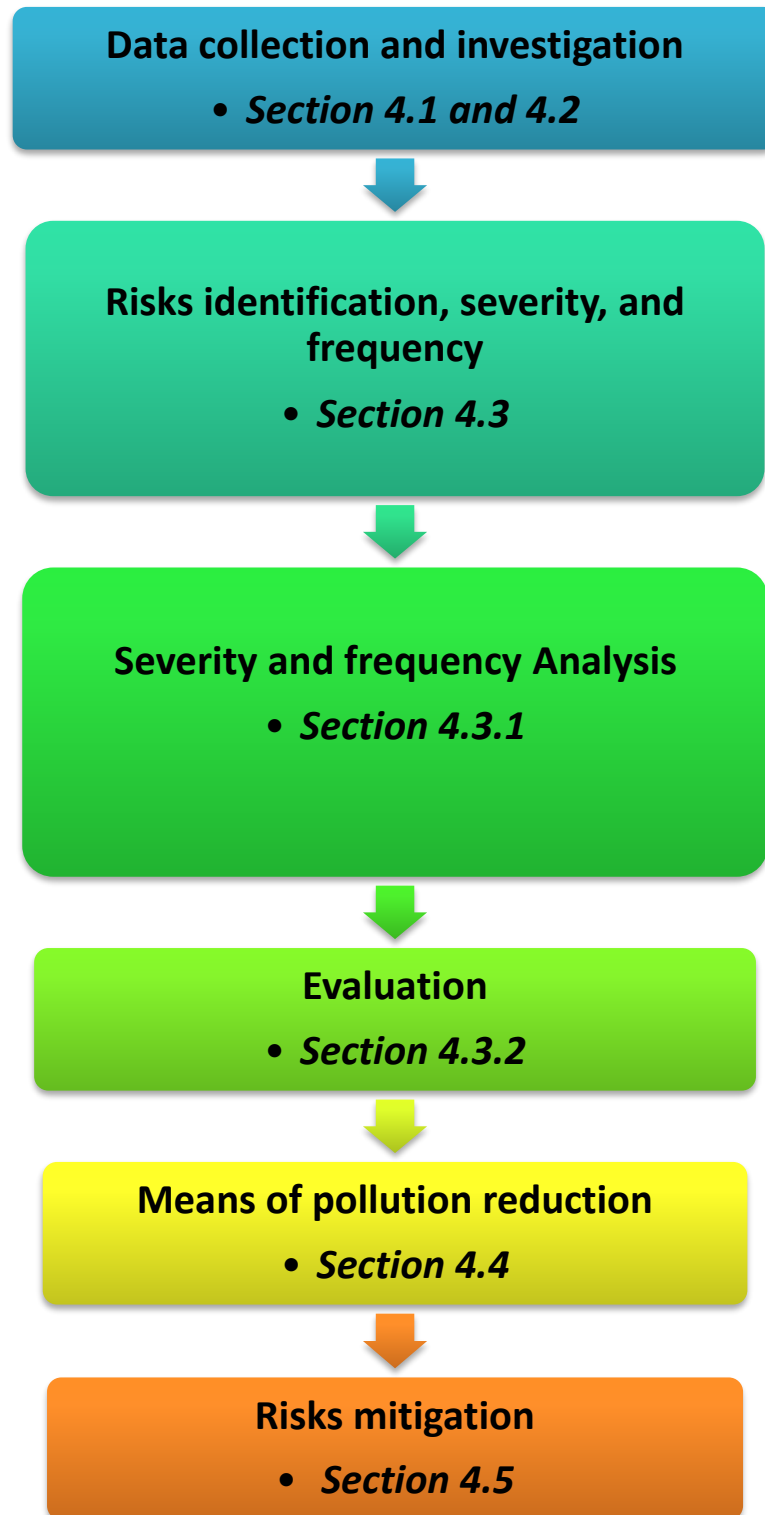 Data collection and investigation
• Section 4.1 and 4.2
Risks identification, severity, and
frequency
• Section 4.3
Severity and frequency Analysis
• Section 4.3.1
Evaluation
• Section 4.3.2
Means of pollution reduction
• Section 4.4
Risks mitigation
• Section 4.5